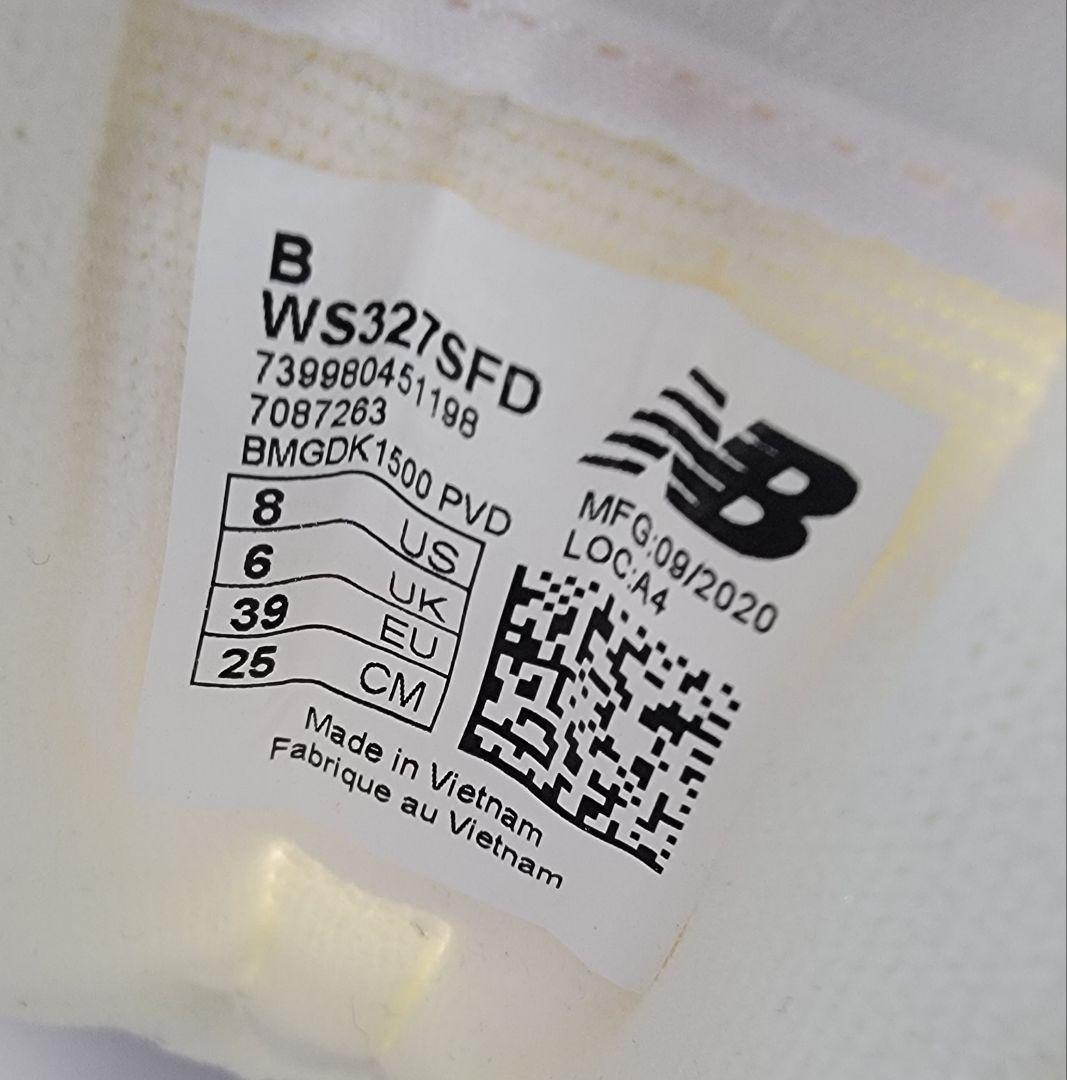 B
WS327SFD
739980451198
7087263
BMGDK1500 PVD
8 US
6 UK
39 EU
25 CM
NB
MFG:09/2020
LOC:A4
Made in Vietnam
Fabrique au Vietnam